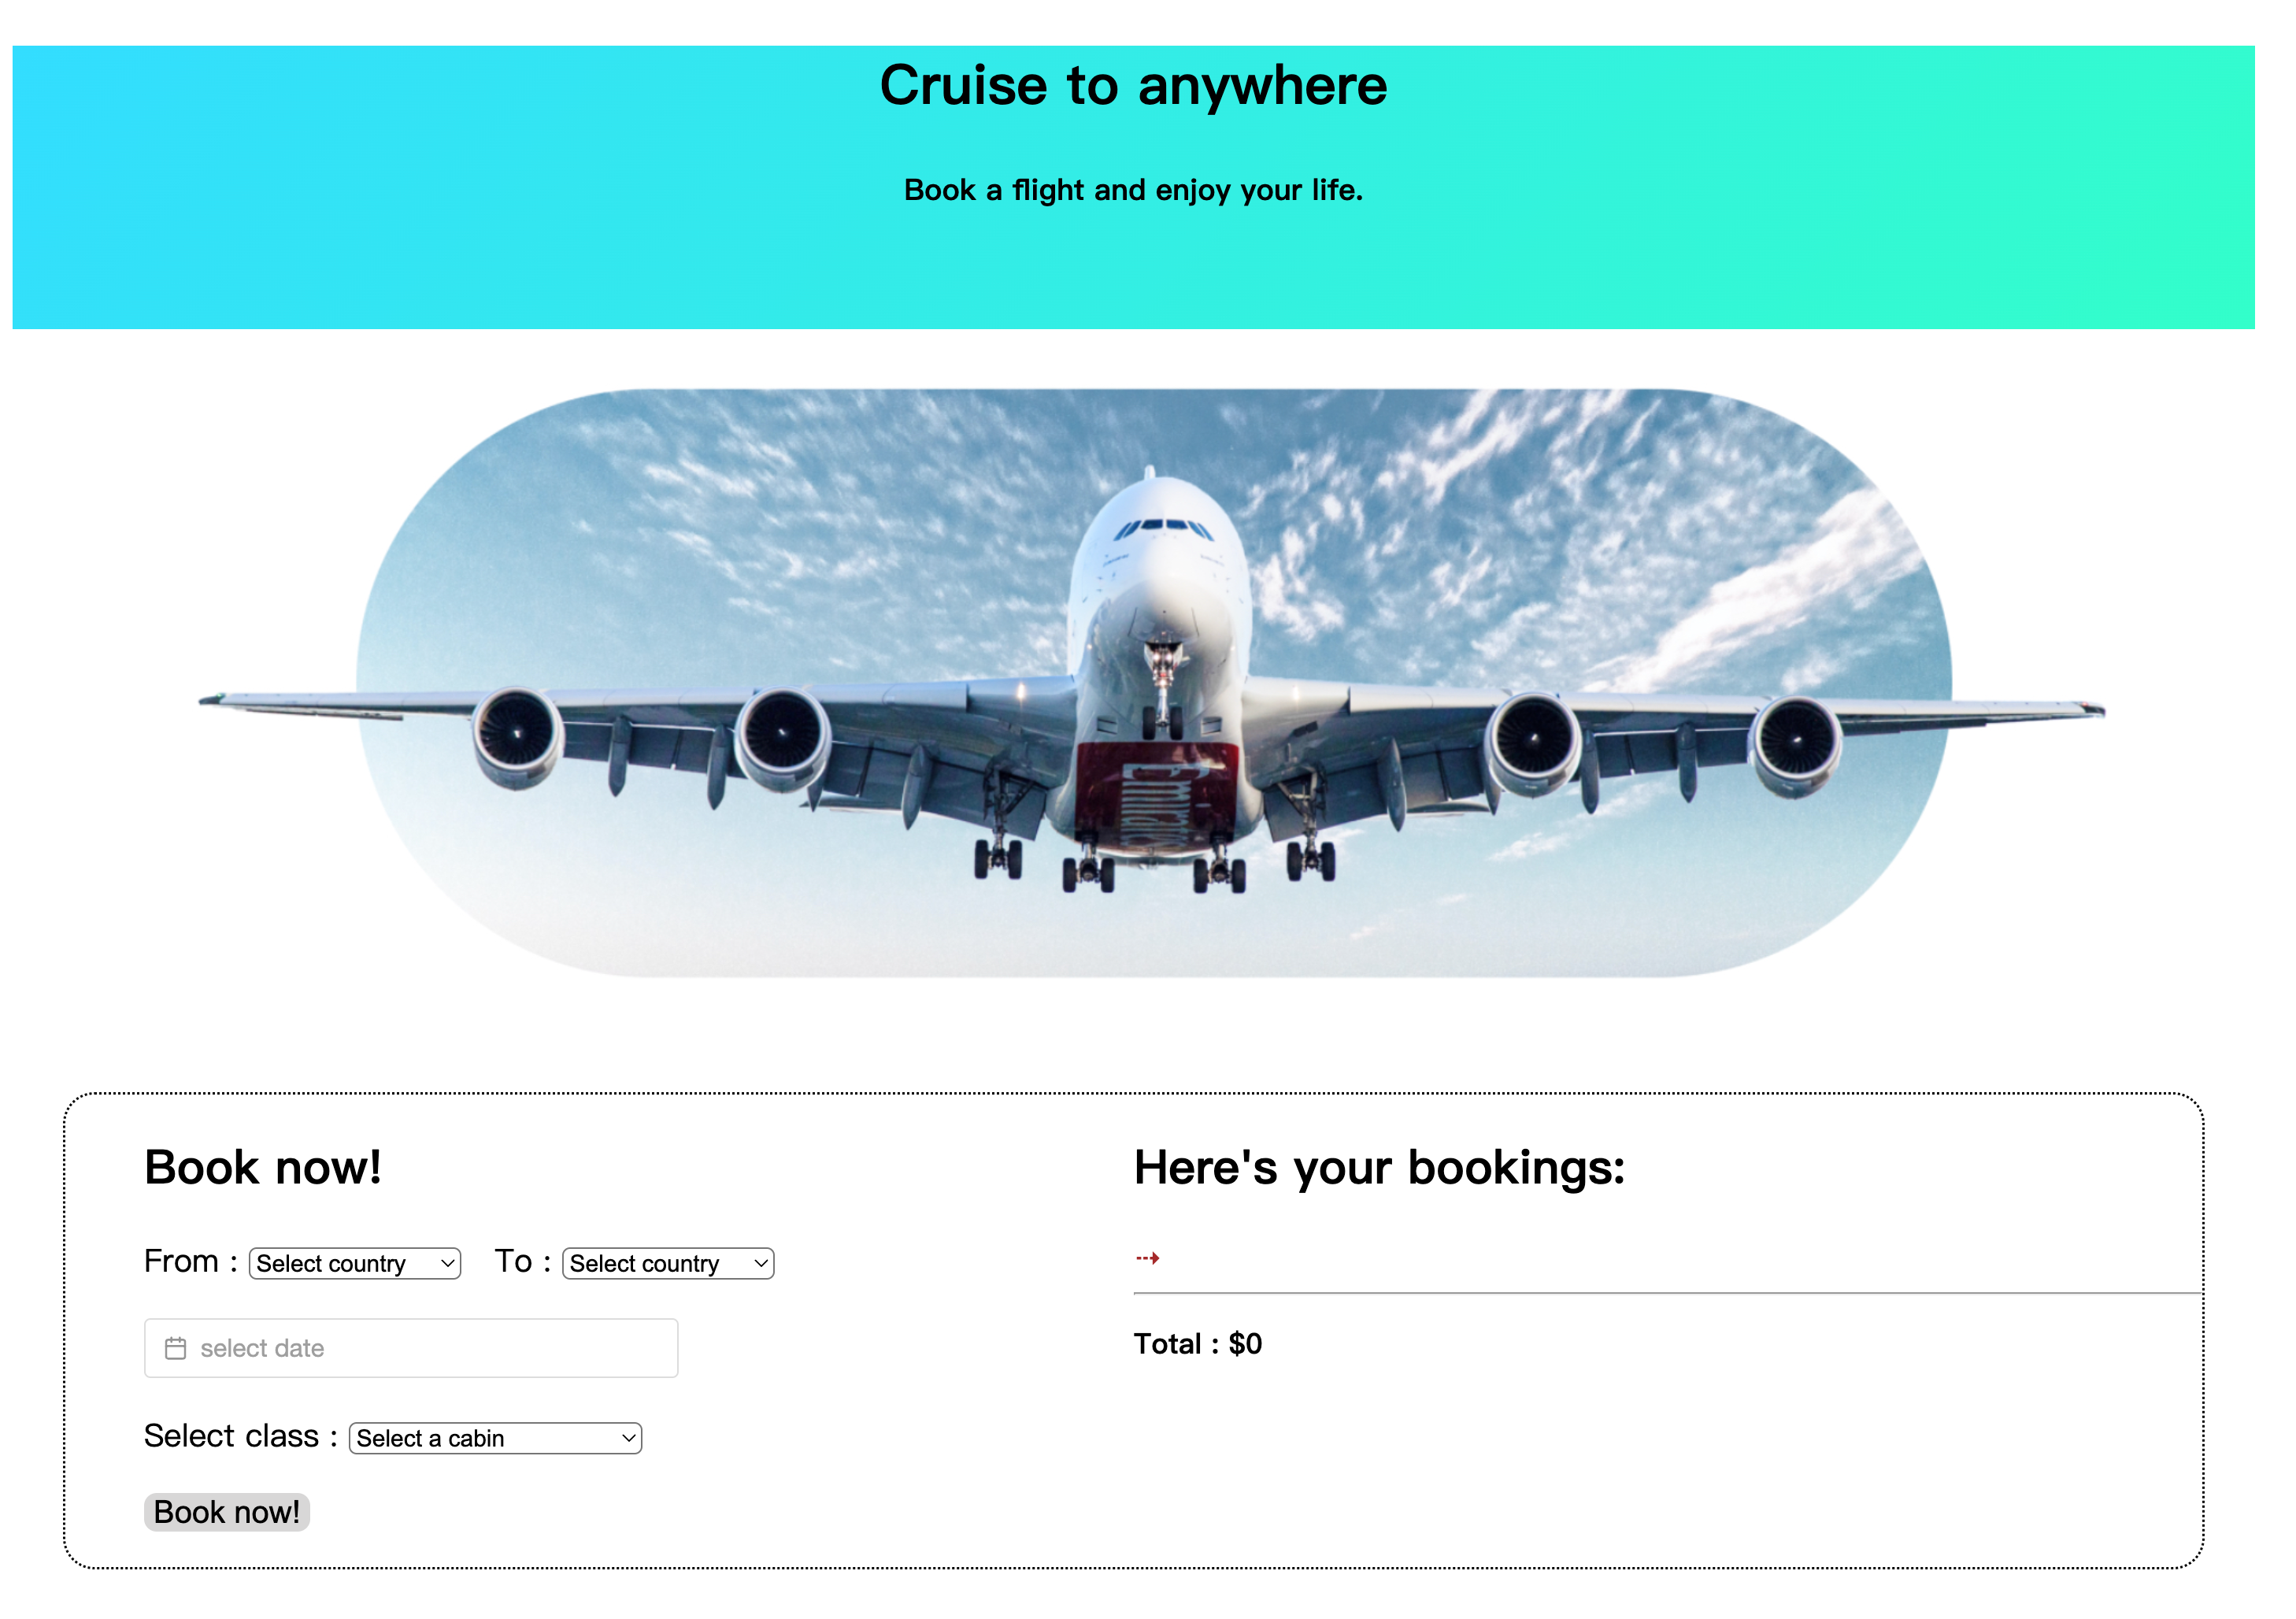 Cruise to anywhere
Book a flight and enjoy your life.
Emirates
Book now!
From : Select country To : Select country
select date
Select class : Select a cabin
Book now!
Here's your bookings:
Total : $0